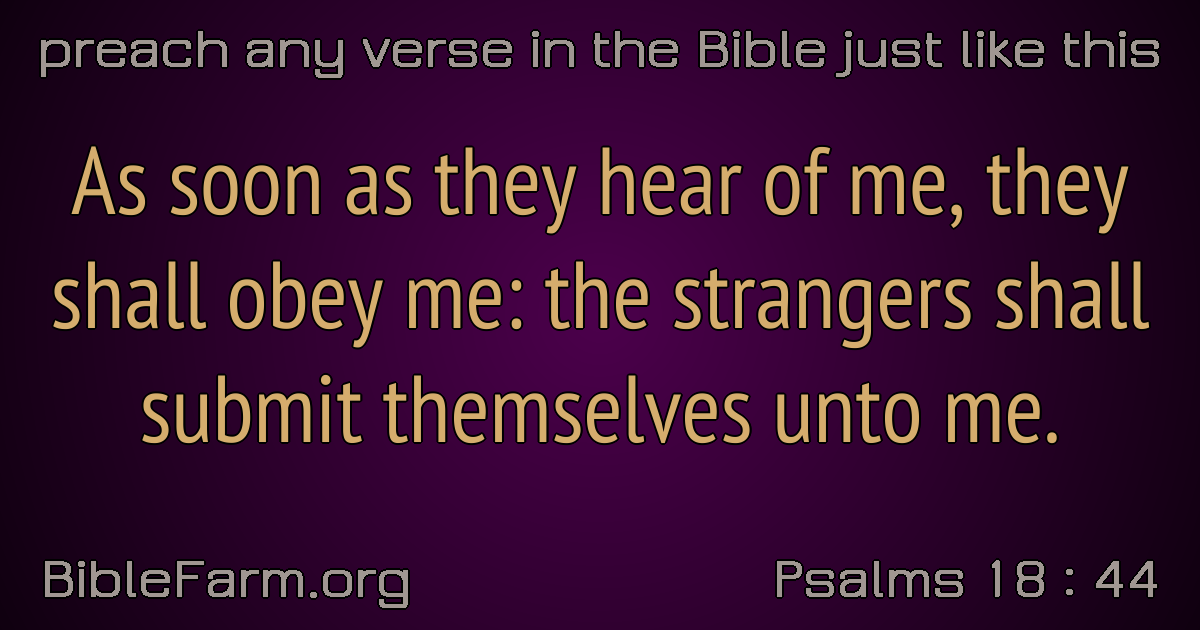 preach any verse in the Bible just like this
As soon as they hear of me, they
shall obey me: the strangers shall
submit themselves unto me.
BibleFarm.org
Psalms 18 : 44